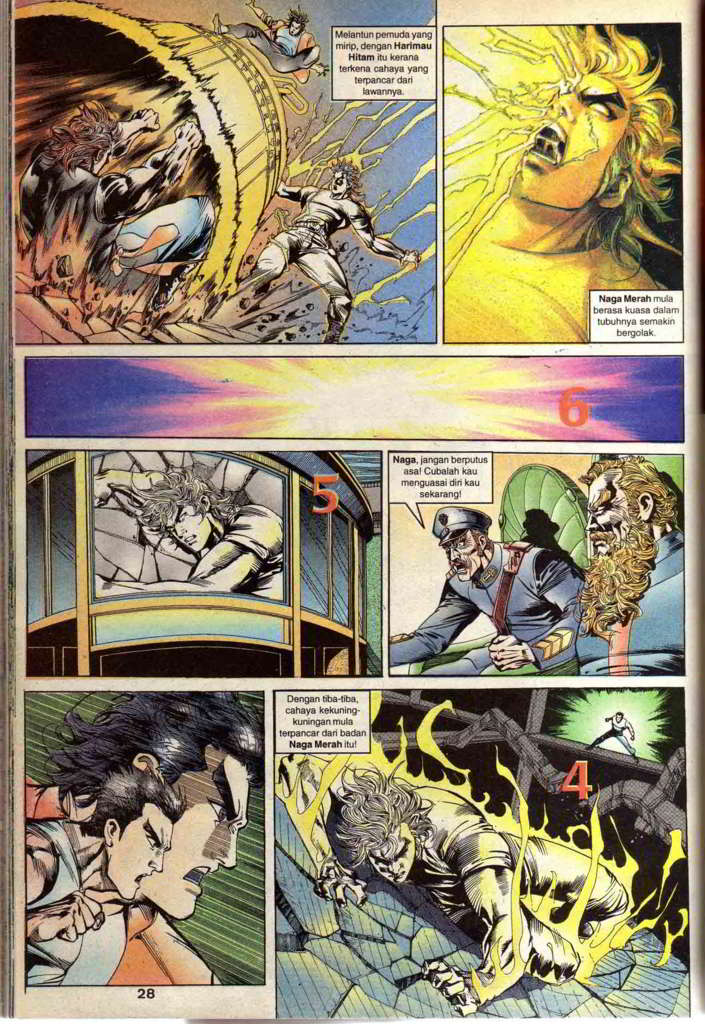 Melantun pemuda yang
mirip, dengan Harimau
Hitam itu kerana
terkena cahaya yang
terpancar dari
lawannya.
Naga Merah mula
berasa kuasa dalam
tubuhnya semakin
bergolak.
6
5
Naga, jangan berputus
asa! Cubalah kau
menguasai diri kau
sekarang!
Dengan tiba-tiba,
cahaya kekuning-
kuningan mula
terpancar dari badan
Naga Merah itu!
4
28